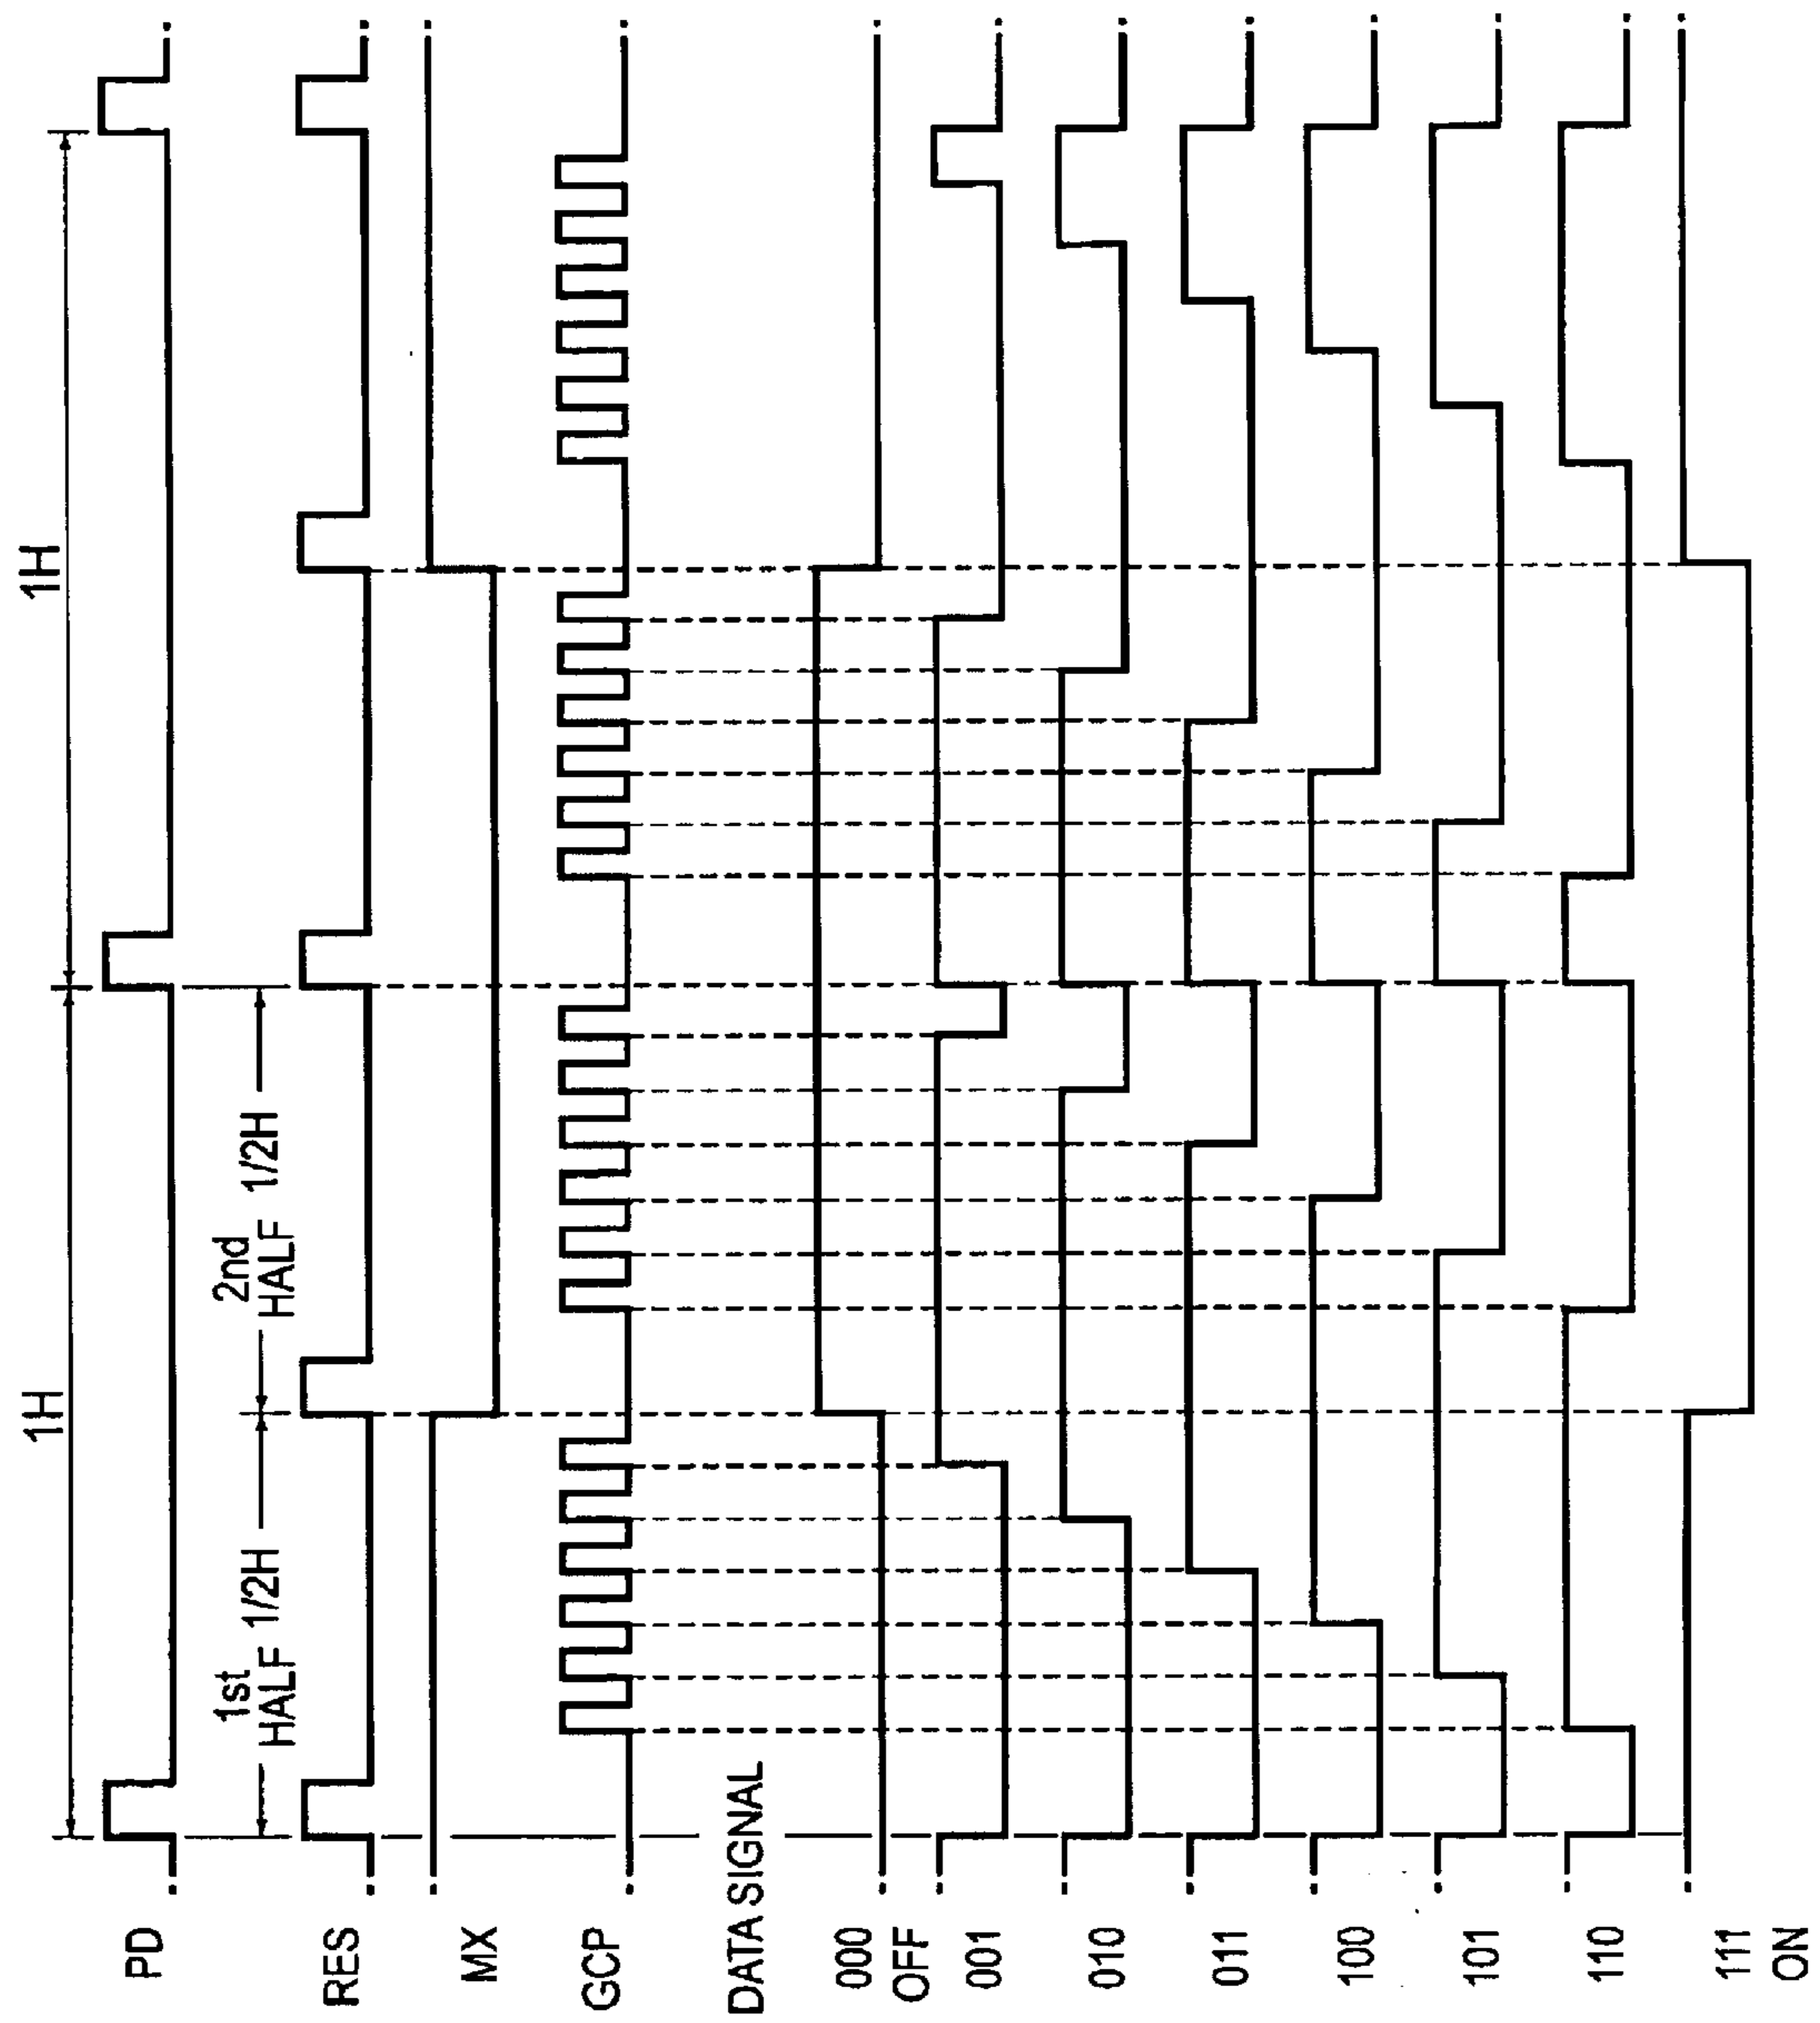 1H
1H
1st
HALF 1/2H
2nd
HALF 1/2H
PD
RES
MX
GCP
DATA SIGNAL
000
OFF
001
010
011
100
101
110
111
ON